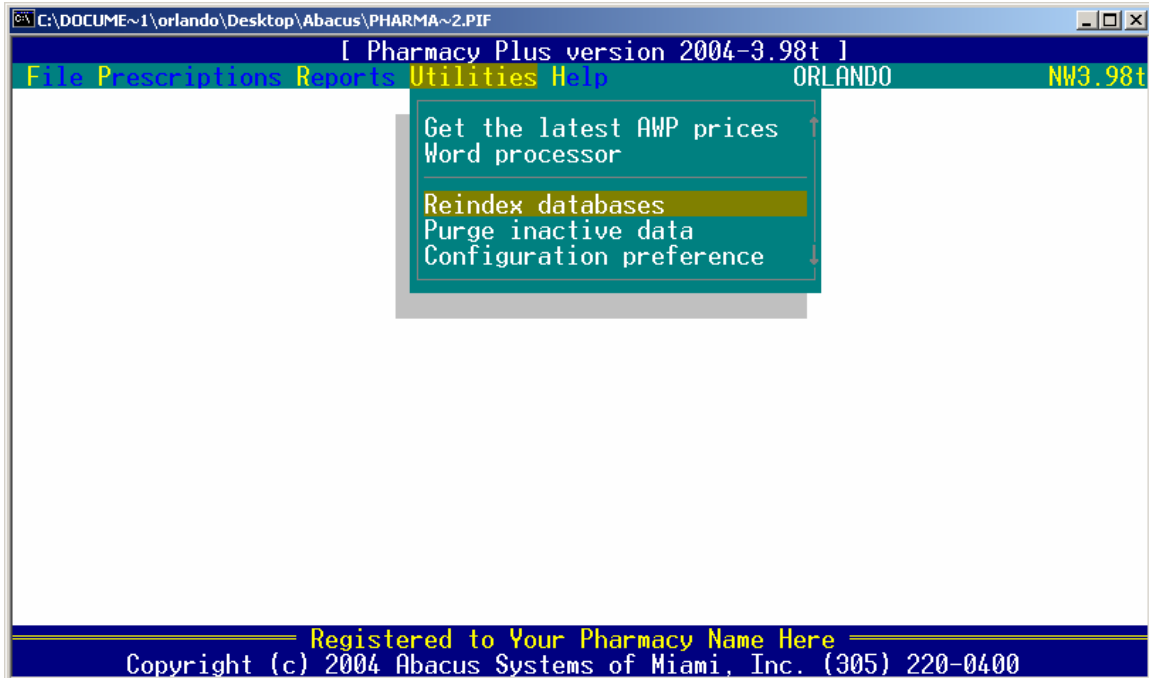 C:\DOCUME~1\orlando\Desktop\Abacus\PHARMA~2.PIF
[ Pharmacy Plus version 2004-3.98t ]
File Prescriptions Reports Utilities Help ORLANDO NW3.98t
Get the latest AWP prices ↑
Word processor
Reindex databases
Purge inactive data
Configuration preference ↓
Registered to Your Pharmacy Name Here
Copyright (c) 2004 Abacus Systems of Miami, Inc. (305) 220-0400